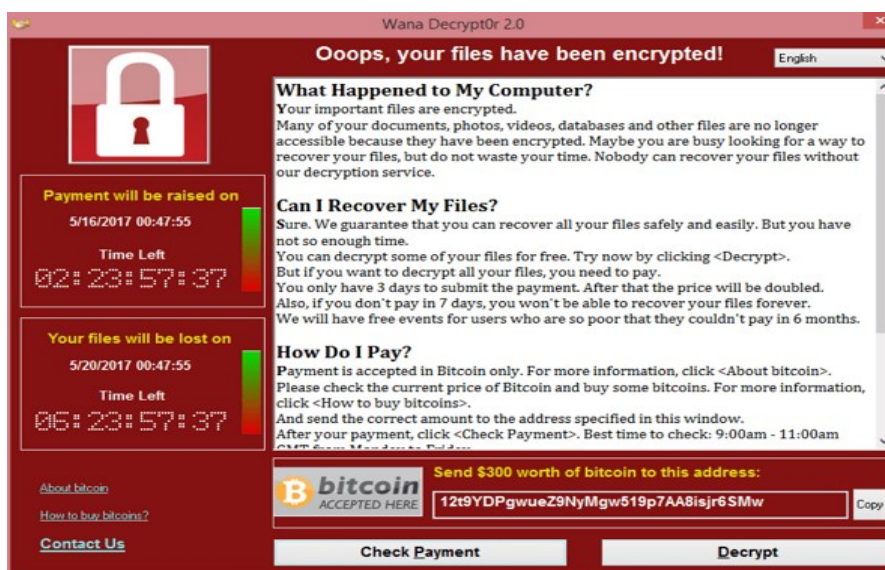 Wana Decrypt0r 2.0
Ooops, your files have been encrypted!
English
Payment will be raised on
5/16/2017 00:47:55
Time Left
02:23:57:37
Your files will be lost on
5/20/2017 00:47:55
Time Left
06:23:57:37
About bitcoin
How to buy bitcoins?
Contact Us
What Happened to My Computer?
Your important files are encrypted.
Many of your documents, photos, videos, databases and other files are no longer
accessible because they have been encrypted. Maybe you are busy looking for a way to
recover your files, but do not waste your time. Nobody can recover your files without
our decryption service.
Can I Recover My Files?
Sure. We guarantee that you can recover all your files safely and easily. But you have
not so enough time.
You can decrypt some of your files for free. Try now by clicking <Decrypt>.
But if you want to decrypt all your files, you need to pay.
You only have 3 days to submit the payment. After that the price will be doubled.
Also, if you don't pay in 7 days, you won't be able to recover your files forever.
We will have free events for users who are so poor that they couldn't pay in 6 months.
How Do I Pay?
Payment is accepted in Bitcoin only. For more information, click <About bitcoin>.
Please check the current price of Bitcoin and buy some bitcoins. For more information,
click <How to buy bitcoins>.
And send the correct amount to the address specified in this window.
After your payment, click <Check Payment>. Best time to check: 9:00am - 11:00am
GMT from Monday to Friday.
bitcoin
ACCEPTED HERE
Send $300 worth of bitcoin to this address:
12t9YDPgwueZ9NyMgw519p7AA8isjr6SMw
Copy
Check Payment
Decrypt